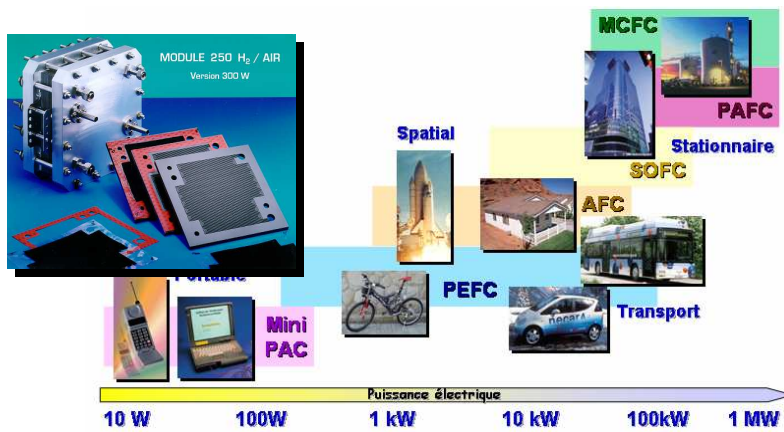 MODULE 250 H₂ / AIR
Version 300 W
MCFC
PAFC
Spatial
Stationnaire
SOFC
AFC
Portable
PEFC
Transport
necar4
Mini
PAC
Puissance électrique
10 W
100W
1 kW
10 kW
100kW
1 MW